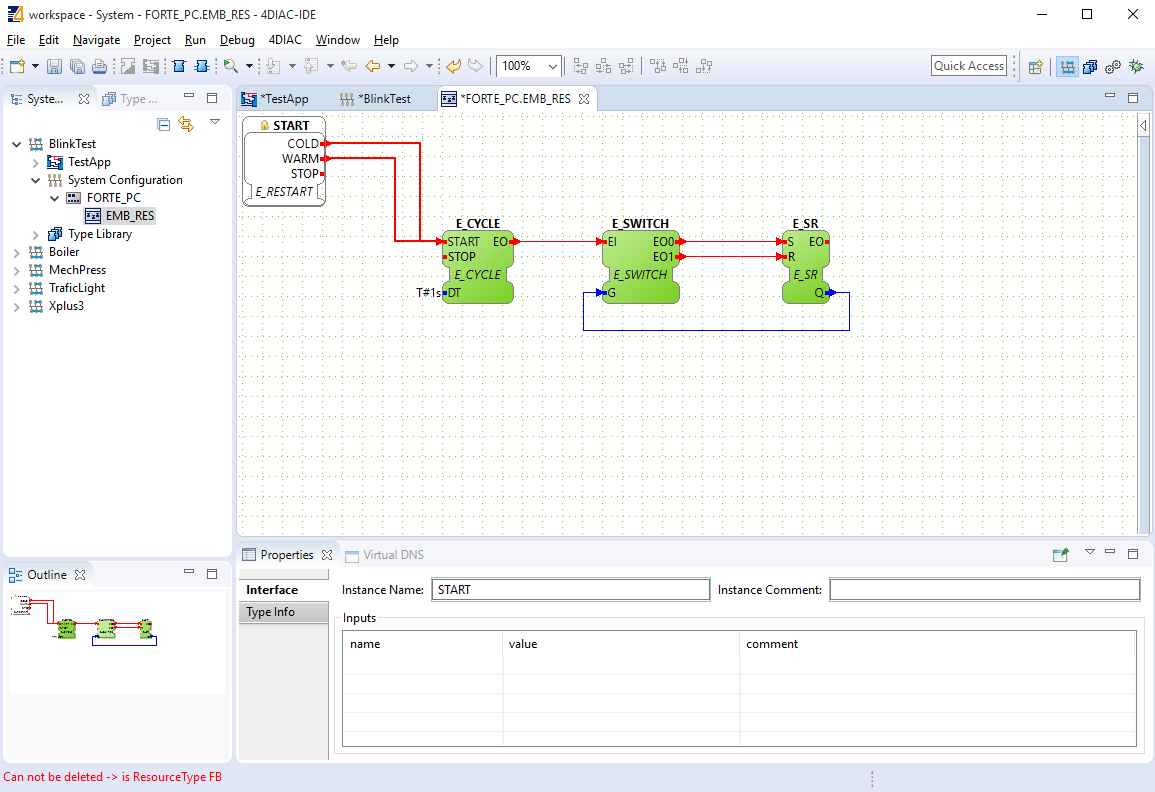 workspace - System - FORTE_PC.EMB_RES - 4DIAC-IDE
File Edit Navigate Project Run Debug 4DIAC Window Help
100% Quick Access
Syste... Type ...
*TestApp *BlinkTest *FORTE_PC.EMB_RES
BlinkTest
TestApp
System Configuration
FORTE_PC
EMB_RES
Type Library
Boiler
MechPress
TraficLight
Xplus3
START
COLD
WARM
STOP
E_RESTART
E_CYCLE
START EO
STOP
E_CYCLE
T#1s DT
E_SWITCH
EI EO0
EO1
E_SWITCH
G
E_SR
S EO
R
E_SR
Q
Outline
Properties Virtual DNS
Interface
Type Info
Instance Name: START Instance Comment:
Inputs
name value comment
Can not be deleted -> is ResourceType FB